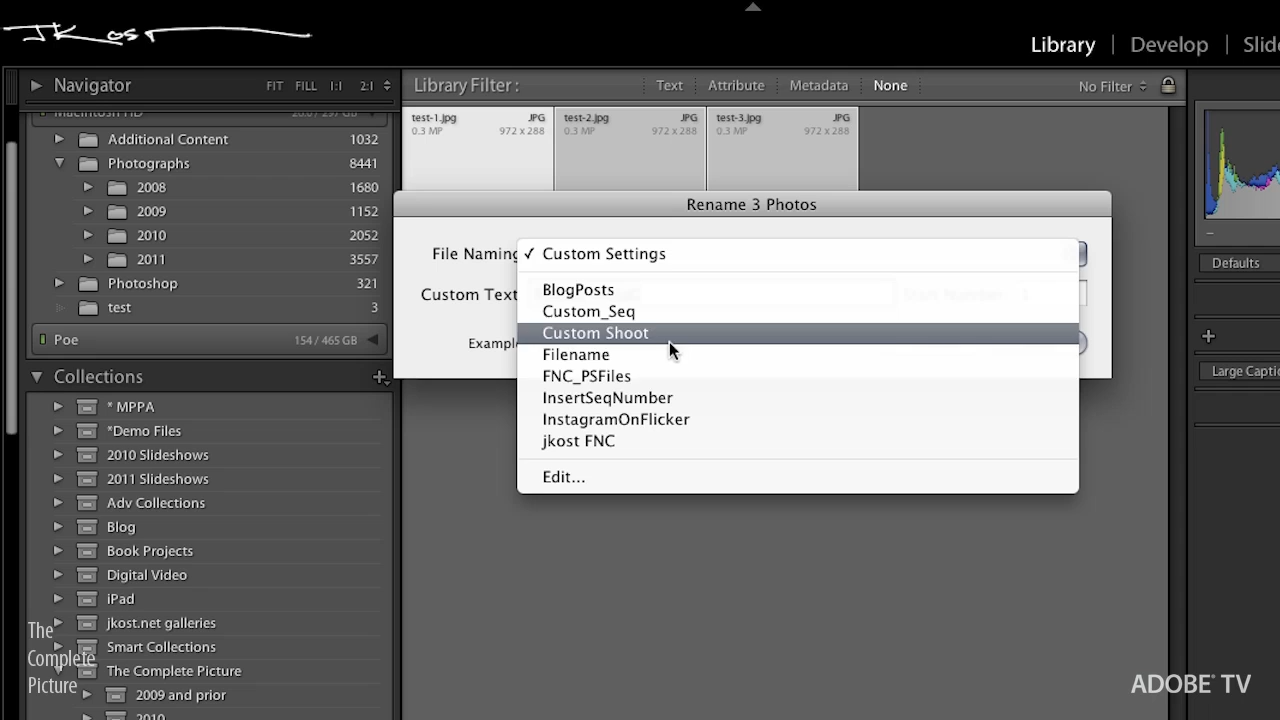 JKost
Library | Develop | Slid
Navigator FIT FILL 1:1 2:1
Library Filter : Text Attribute Metadata None No Filter
Macintosh HD
Additional Content 1032
Photographs 8441
2008 1680
2009 1152
2010 2052
2011 3557
Photoshop 321
test 3
Poe 154 / 465 GB
test-1.jpg JPG
0.3 MP 972 x 288
test-2.jpg JPG
0.3 MP 972 x 288
test-3.jpg JPG
0.3 MP 972 x 288
Rename 3 Photos
File Naming
✓ Custom Settings
Custom Text
BlogPosts
Custom_Seq
Custom Shoot
Exampl
Filename
FNC_PSFiles
InsertSeqNumber
InstagramOnFlicker
jkost FNC
Edit...
Defaults
Large Captio
Collections
* MPPA
*Demo Files
2010 Slideshows
2011 Slideshows
Adv Collections
Blog
Book Projects
Digital Video
iPad
jkost.net galleries
Smart Collections
The Complete Picture
2009 and prior
2010
The
Complete
Picture
ADOBE® TV